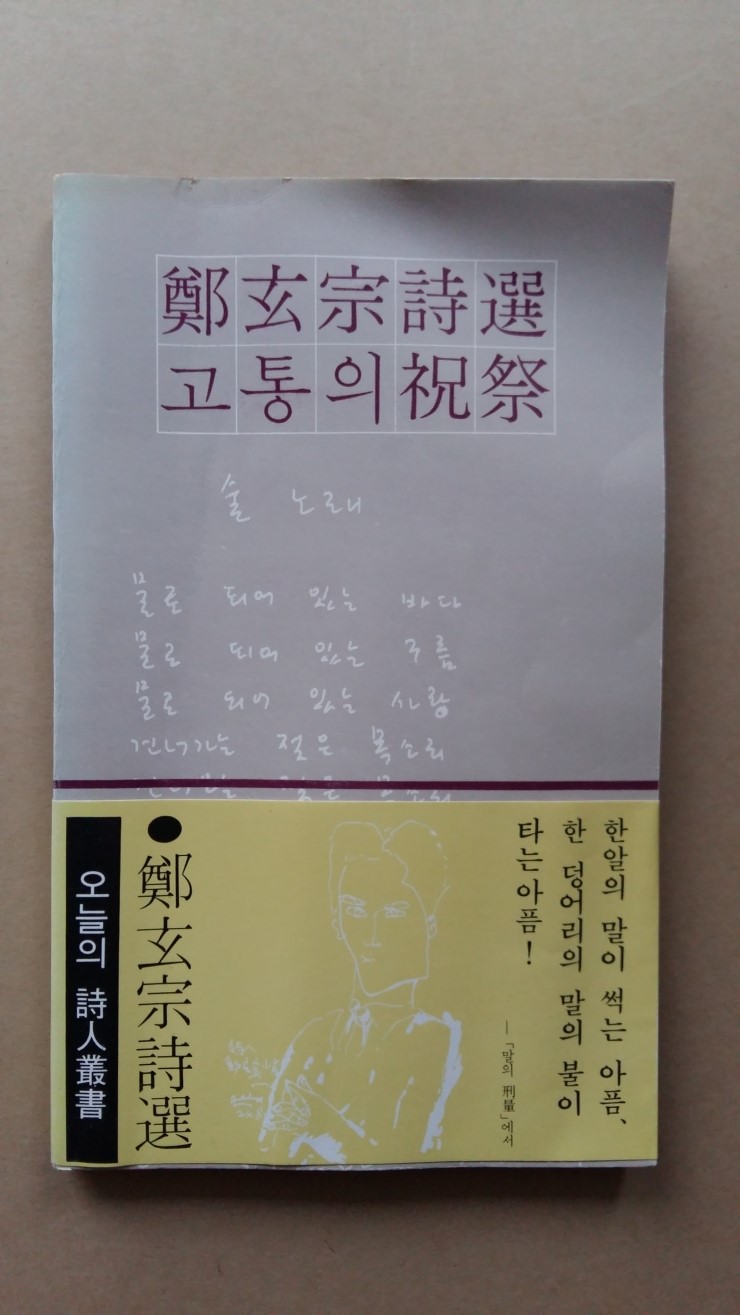 鄭玄宗詩選
고통의祝祭
술 노래
물로 되어 있는 바다
물로 되어 있는 구름
물로 되어 있는 사랑
건너가는 젖은 목소리
한알의 말이 썩는 아픔,
한 덩어리의 말의 불이
타는아픔!
─「말의 刑量」에서
●鄭玄宗詩選
오늘의 詩人叢書